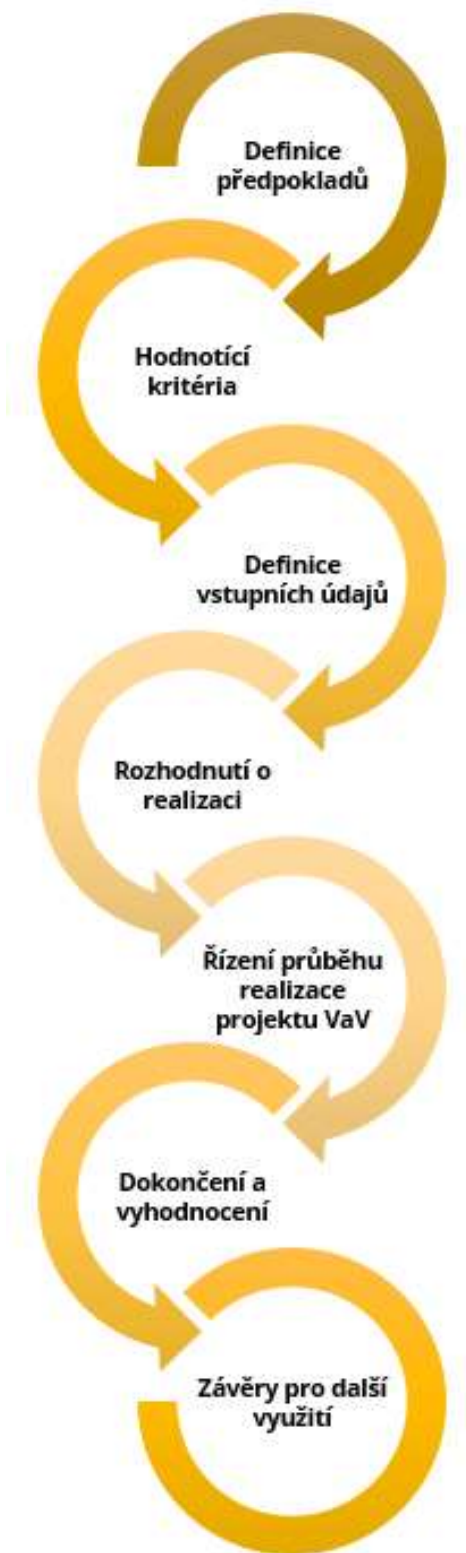 Definice
předpokladů
Hodnotící
kritéria
Definice
vstupních údajů
Rozhodnutí o
realizaci
Řízení průběhu
realizace
projektu VaV
Dokončení a
vyhodnocení
Závěry pro další
využití